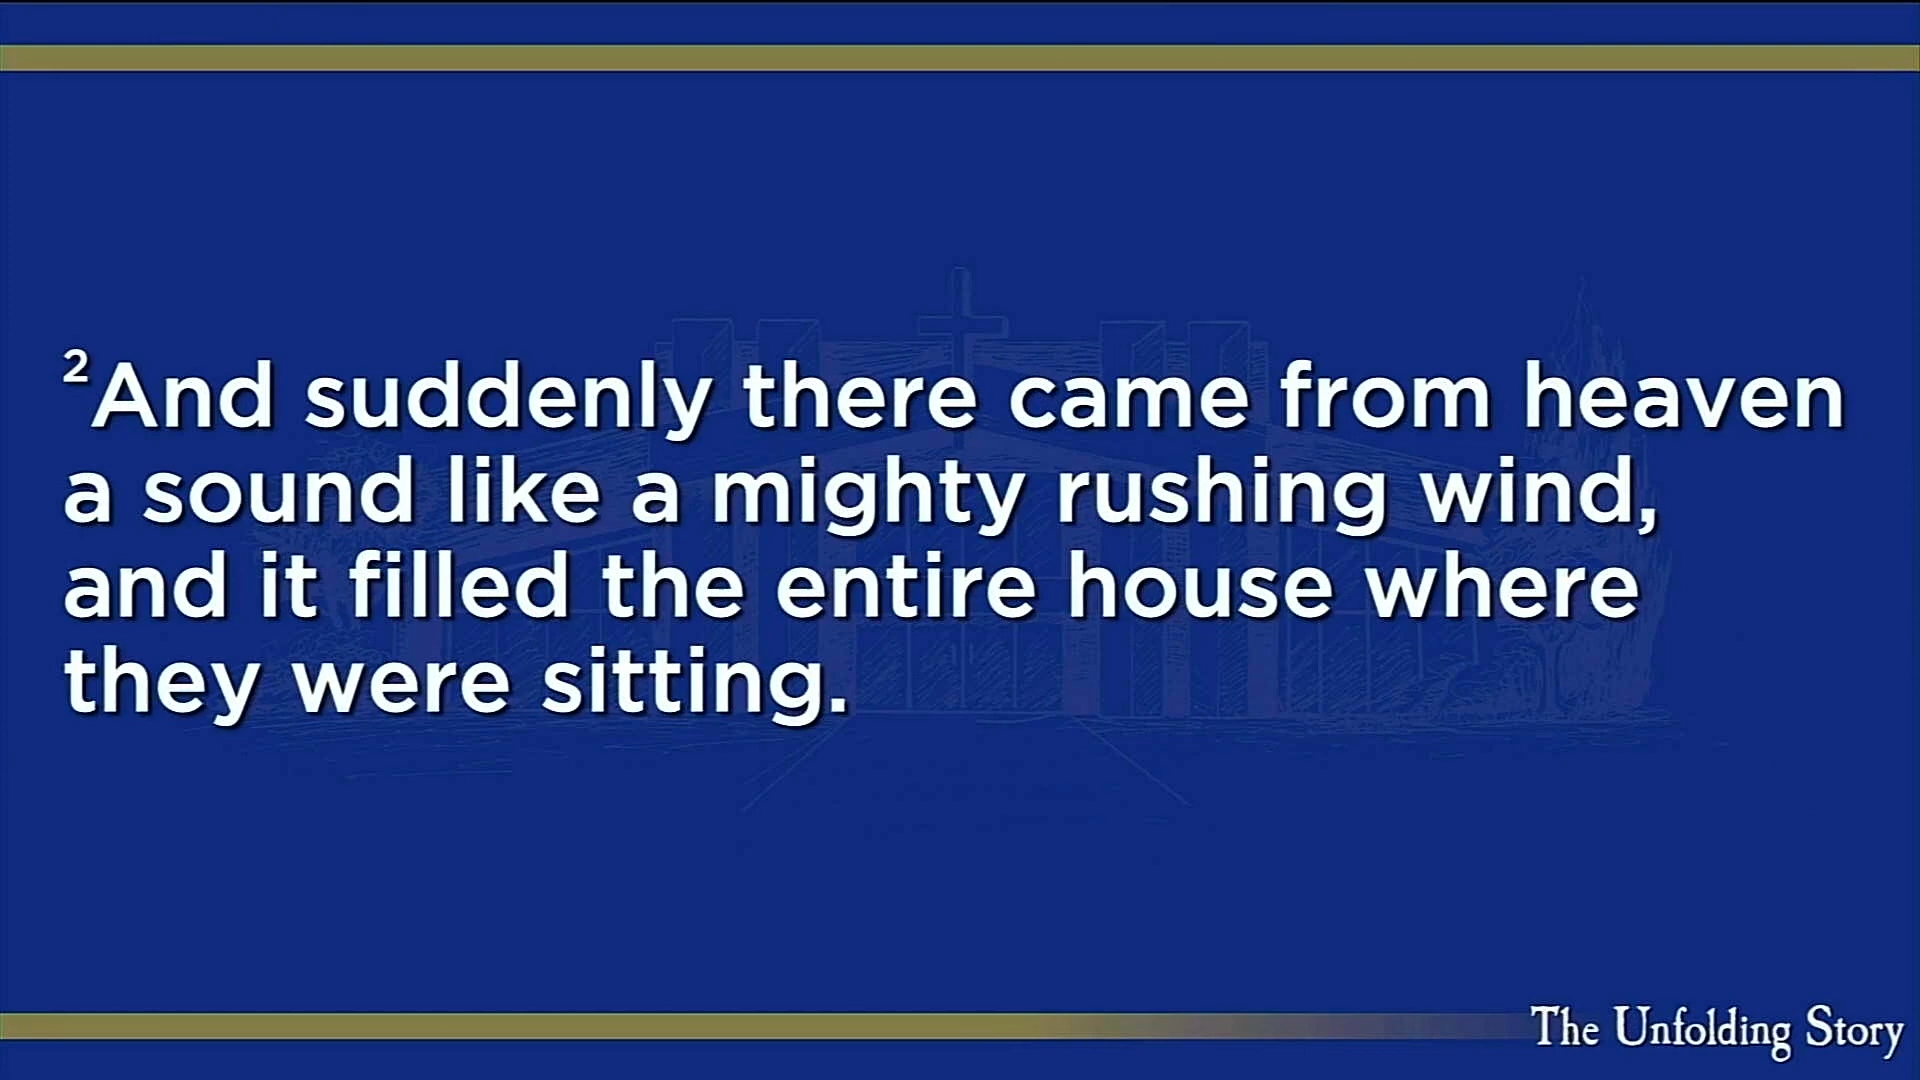 ²And suddenly there came from heaven
a sound like a mighty rushing wind,
and it filled the entire house where
they were sitting.
The Unfolding Story